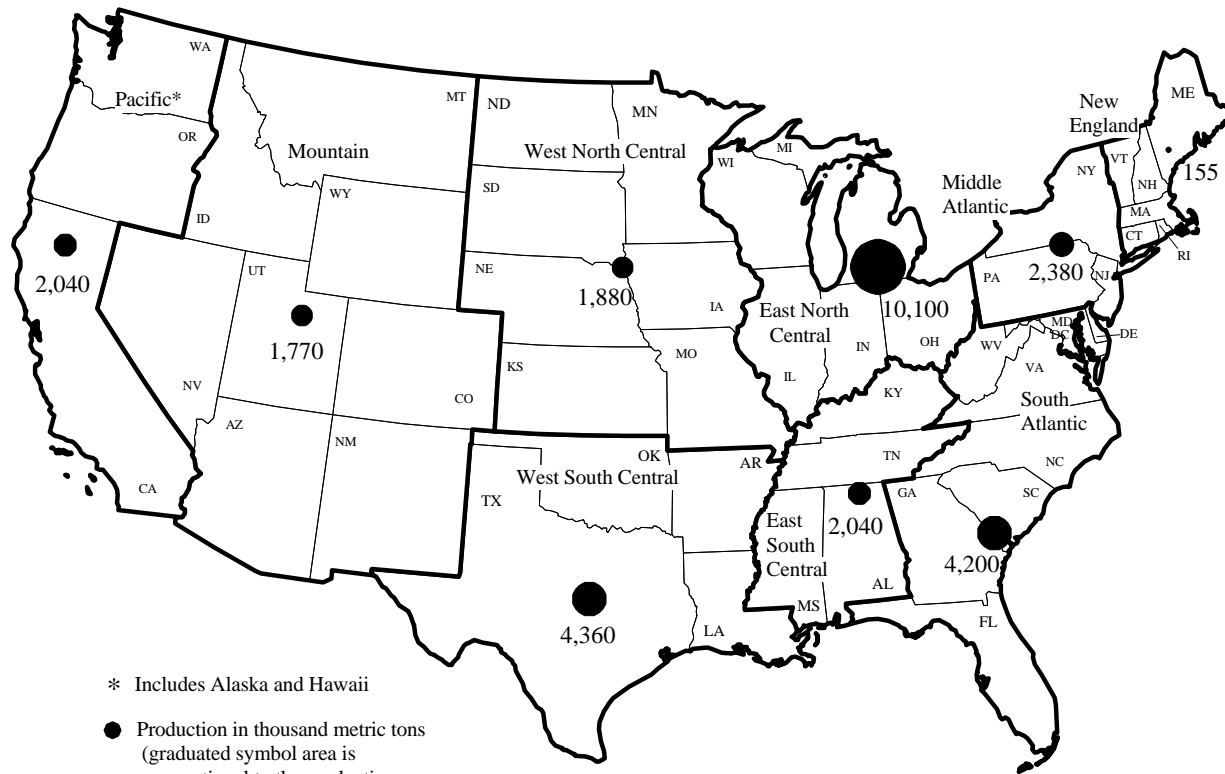 WA
Pacific*
OR
MT
Mountain
WY
ID
ND
MN
West North Central
SD
WI
MI
New
England
ME
155
VT
NH
NY
MA
CT
RI
Middle
Atlantic
2,040
UT
1,770
NV
CO
CA
AZ
NM
NE
1,880
IA
KS
MO
East North
Central
10,100
IL
IN
OH
PA
2,380
NJ
MD
DC
DE
WV
VA
KY
South
Atlantic
NC
TN
SC
GA
4,200
FL
OK
AR
West South Central
TX
4,360
LA
East
South
Central
2,040
MS
AL
* Includes Alaska and Hawaii
Production in thousand metric tons
(graduated symbol area is